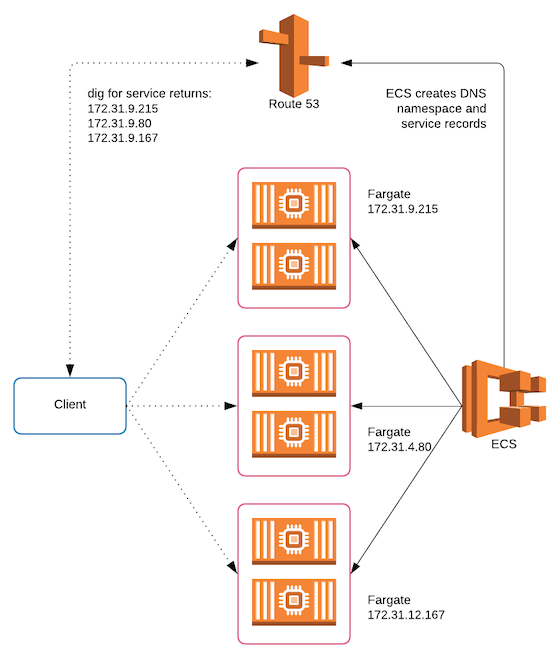 Route 53
dig for service returns:
172.31.9.215
172.31.9.80
172.31.9.167
ECS creates DNS
namespace and
service records
Fargate
172.31.9.215
Client
Fargate
172.31.4.80
ECS
Fargate
172.31.12.167